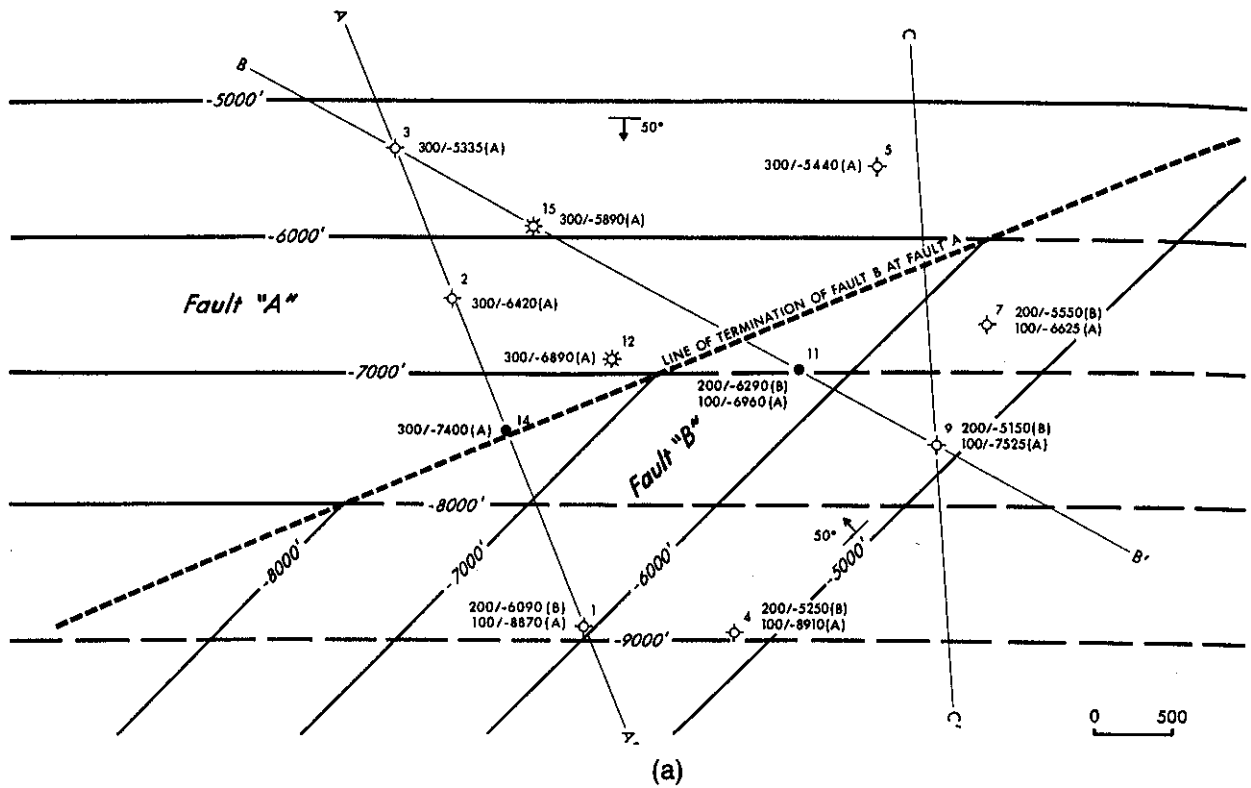 A
B
C
-5000'
3
300/-5335(A)
50°
5
300/-5440(A)
15
300/-5890(A)
-6000'
2
300/-6420(A)
Fault "A"
LINE OF TERMINATION OF FAULT B AT FAULT A
7
200/-5550(B)
100/-6625(A)
12
300/-6890(A)
-7000'
11
200/-6290(B)
100/-6960(A)
14
300/-7400(A)
Fault "B"
9
200/-5150(B)
100/-7525(A)
-8000'
50°
B'
-8000'
-7000'
-6000'
-5000'
1
200/-6090(B)
100/-8870(A)
4
200/-5250(B)
100/-8910(A)
-9000'
A'
C'
0 500
(a)